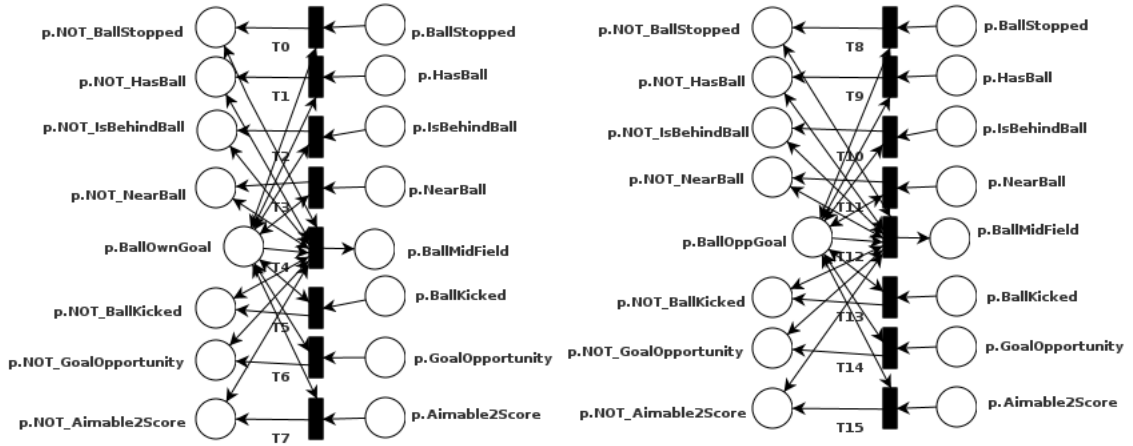 p.NOT_BallStopped
T0
p.BallStopped
p.NOT_HasBall
T1
p.HasBall
p.NOT_IsBehindBall
T2
p.IsBehindBall
p.NOT_NearBall
T3
p.NearBall
p.BallOwnGoal
T4
p.BallMidField
p.NOT_BallKicked
T5
p.BallKicked
p.NOT_GoalOpportunity
T6
p.GoalOpportunity
p.NOT_Aimable2Score
T7
p.Aimable2Score
p.NOT_BallStopped
T8
p.BallStopped
p.NOT_HasBall
T9
p.HasBall
p.NOT_IsBehindBall
T10
p.IsBehindBall
p.NOT_NearBall
T11
p.NearBall
p.BallOppGoal
T12
p.BallMidField
p.NOT_BallKicked
T13
p.BallKicked
p.NOT_GoalOpportunity
T14
p.GoalOpportunity
p.NOT_Aimable2Score
T15
p.Aimable2Score